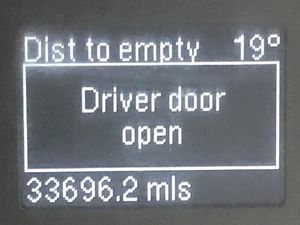 Dist to empty 19°
Driver door
open
33696.2 mls